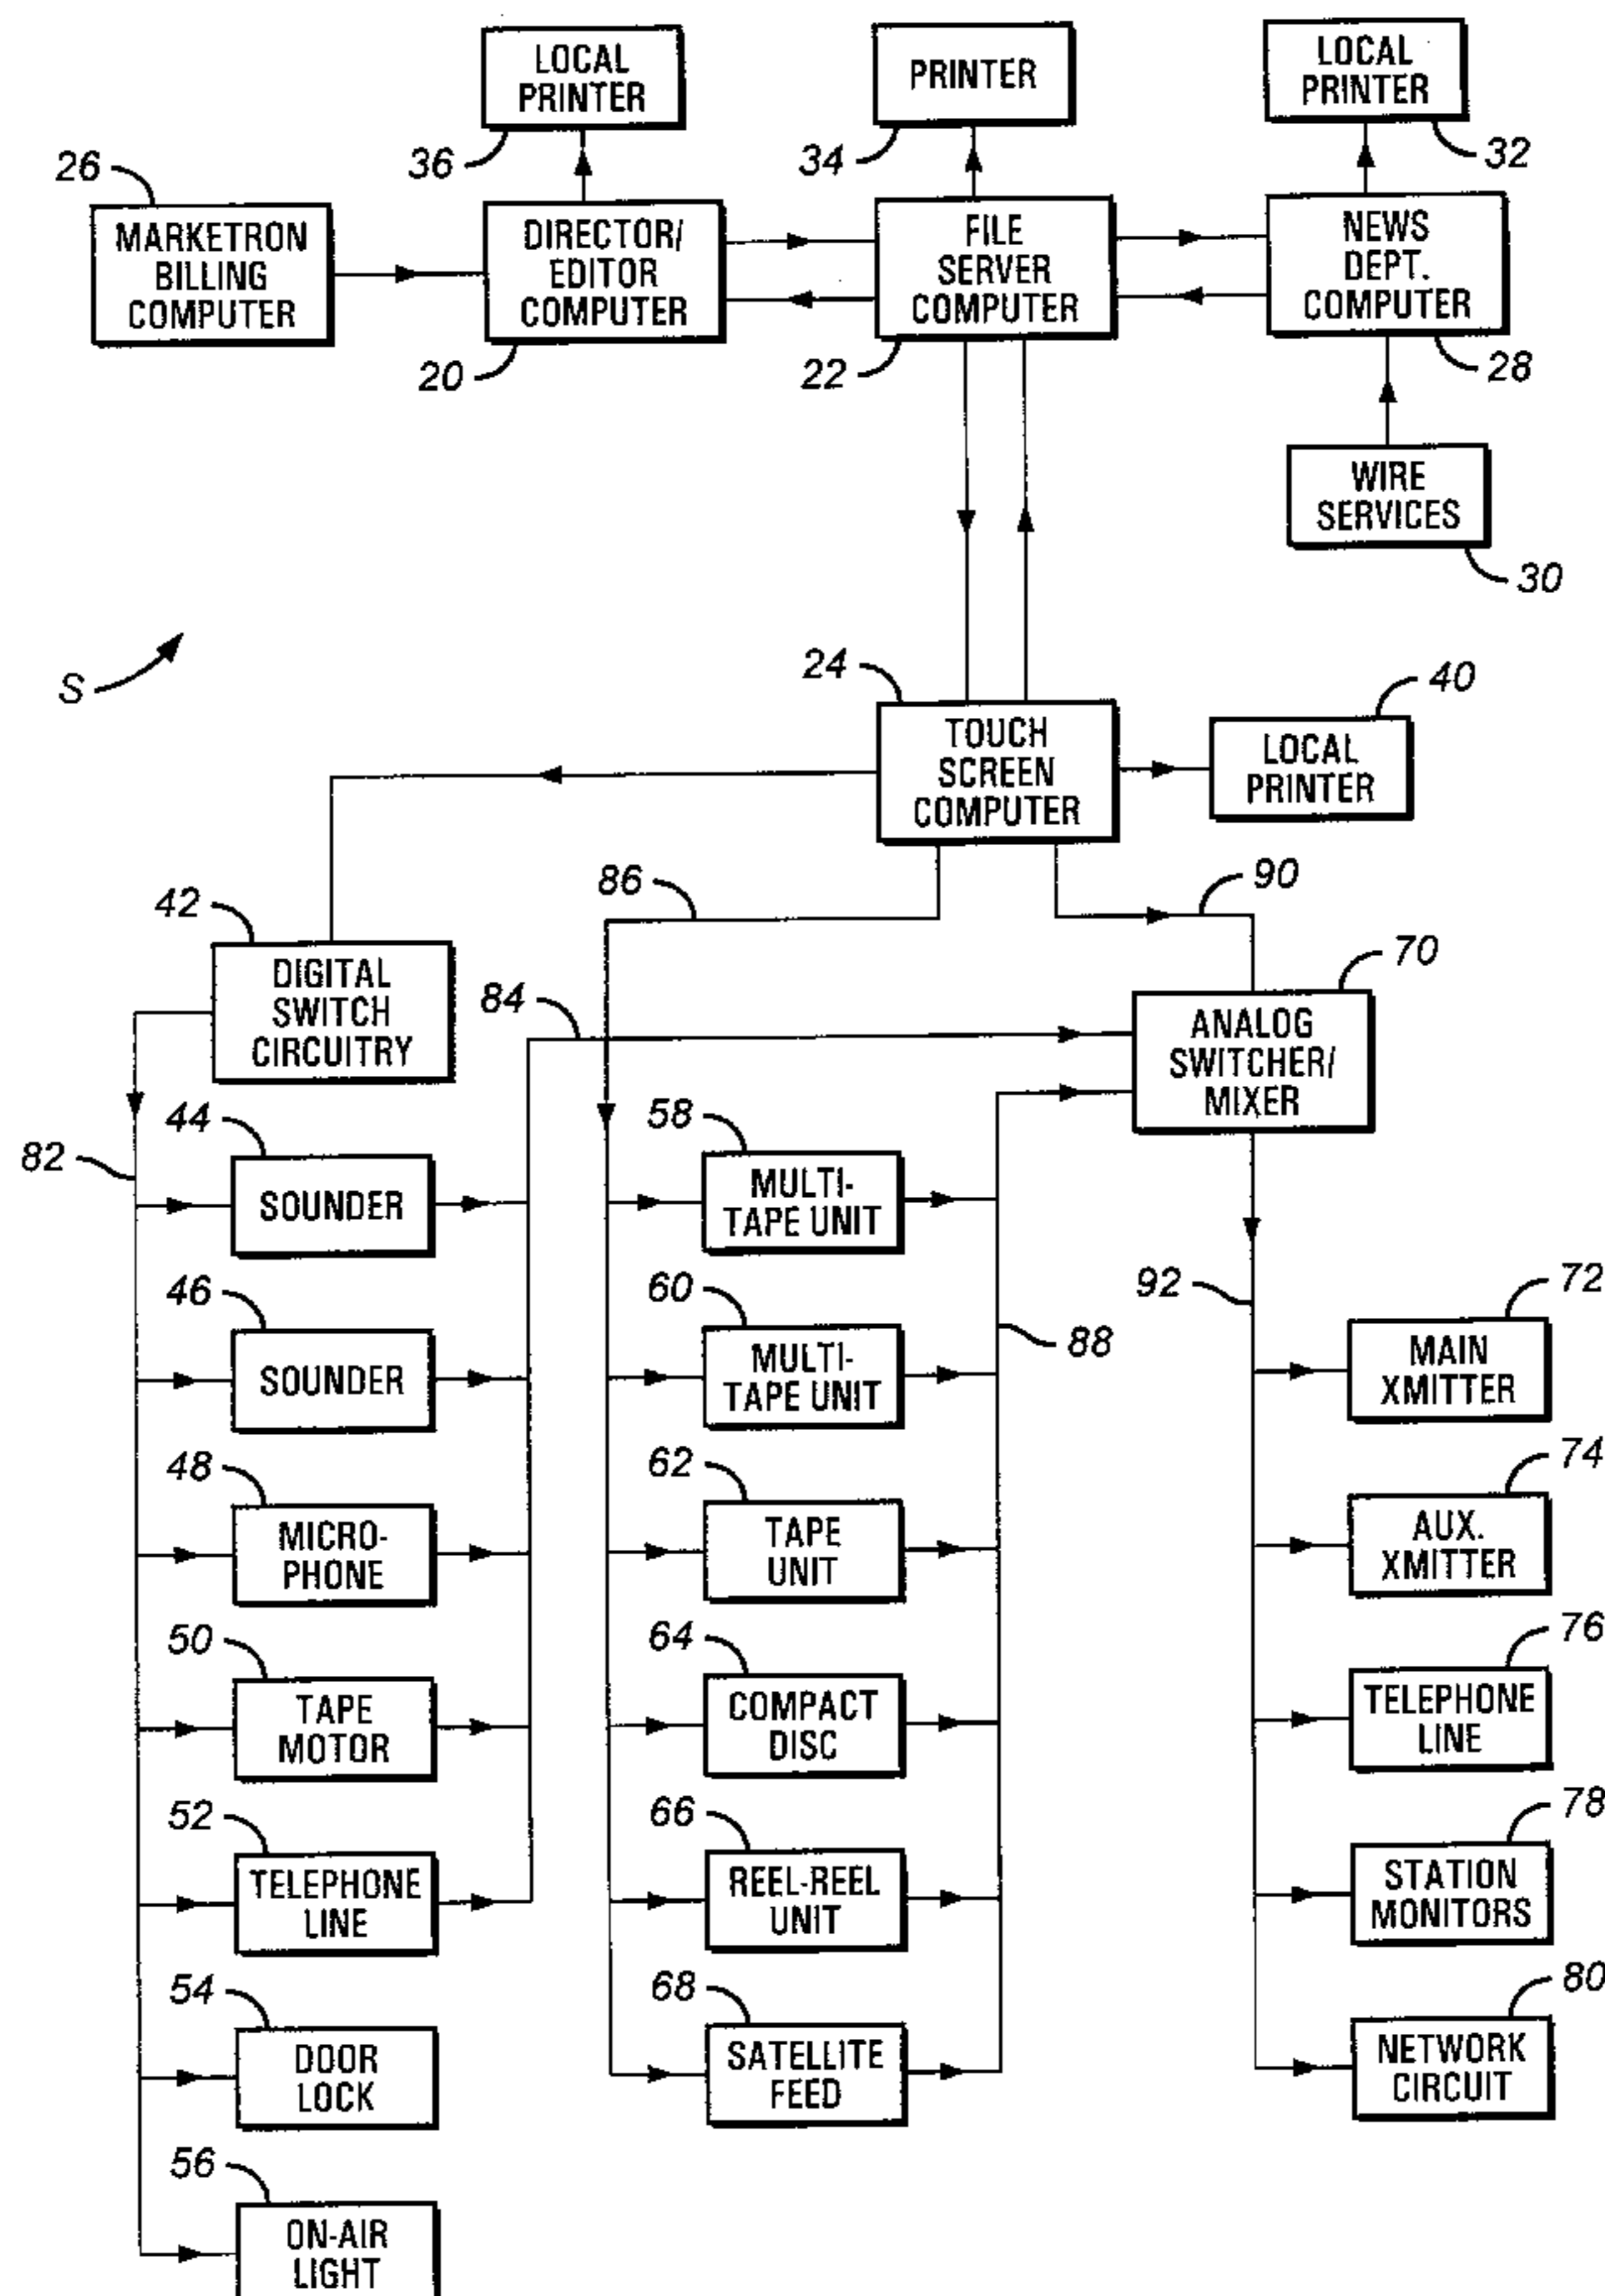 LOCAL
PRINTER
36
PRINTER
34
LOCAL
PRINTER
32
26
MARKETRON
BILLING
COMPUTER
DIRECTOR/
EDITOR
COMPUTER
20
FILE
SERVER
COMPUTER
22
NEWS
DEPT.
COMPUTER
28
WIRE
SERVICES
30
S
24
TOUCH
SCREEN
COMPUTER
40
LOCAL
PRINTER
86
90
42
DIGITAL
SWITCH
CIRCUITRY
84
70
ANALOG
SWITCHER/
MIXER
82
44
SOUNDER
46
SOUNDER
48
MICRO-
PHONE
50
TAPE
MOTOR
52
TELEPHONE
LINE
54
DOOR
LOCK
56
ON-AIR
LIGHT
58
MULTI-
TAPE UNIT
60
MULTI-
TAPE UNIT
88
62
TAPE
UNIT
64
COMPACT
DISC
66
REEL-REEL
UNIT
68
SATELLITE
FEED
92
72
MAIN
XMITTER
74
AUX.
XMITTER
76
TELEPHONE
LINE
78
STATION
MONITORS
80
NETWORK
CIRCUIT